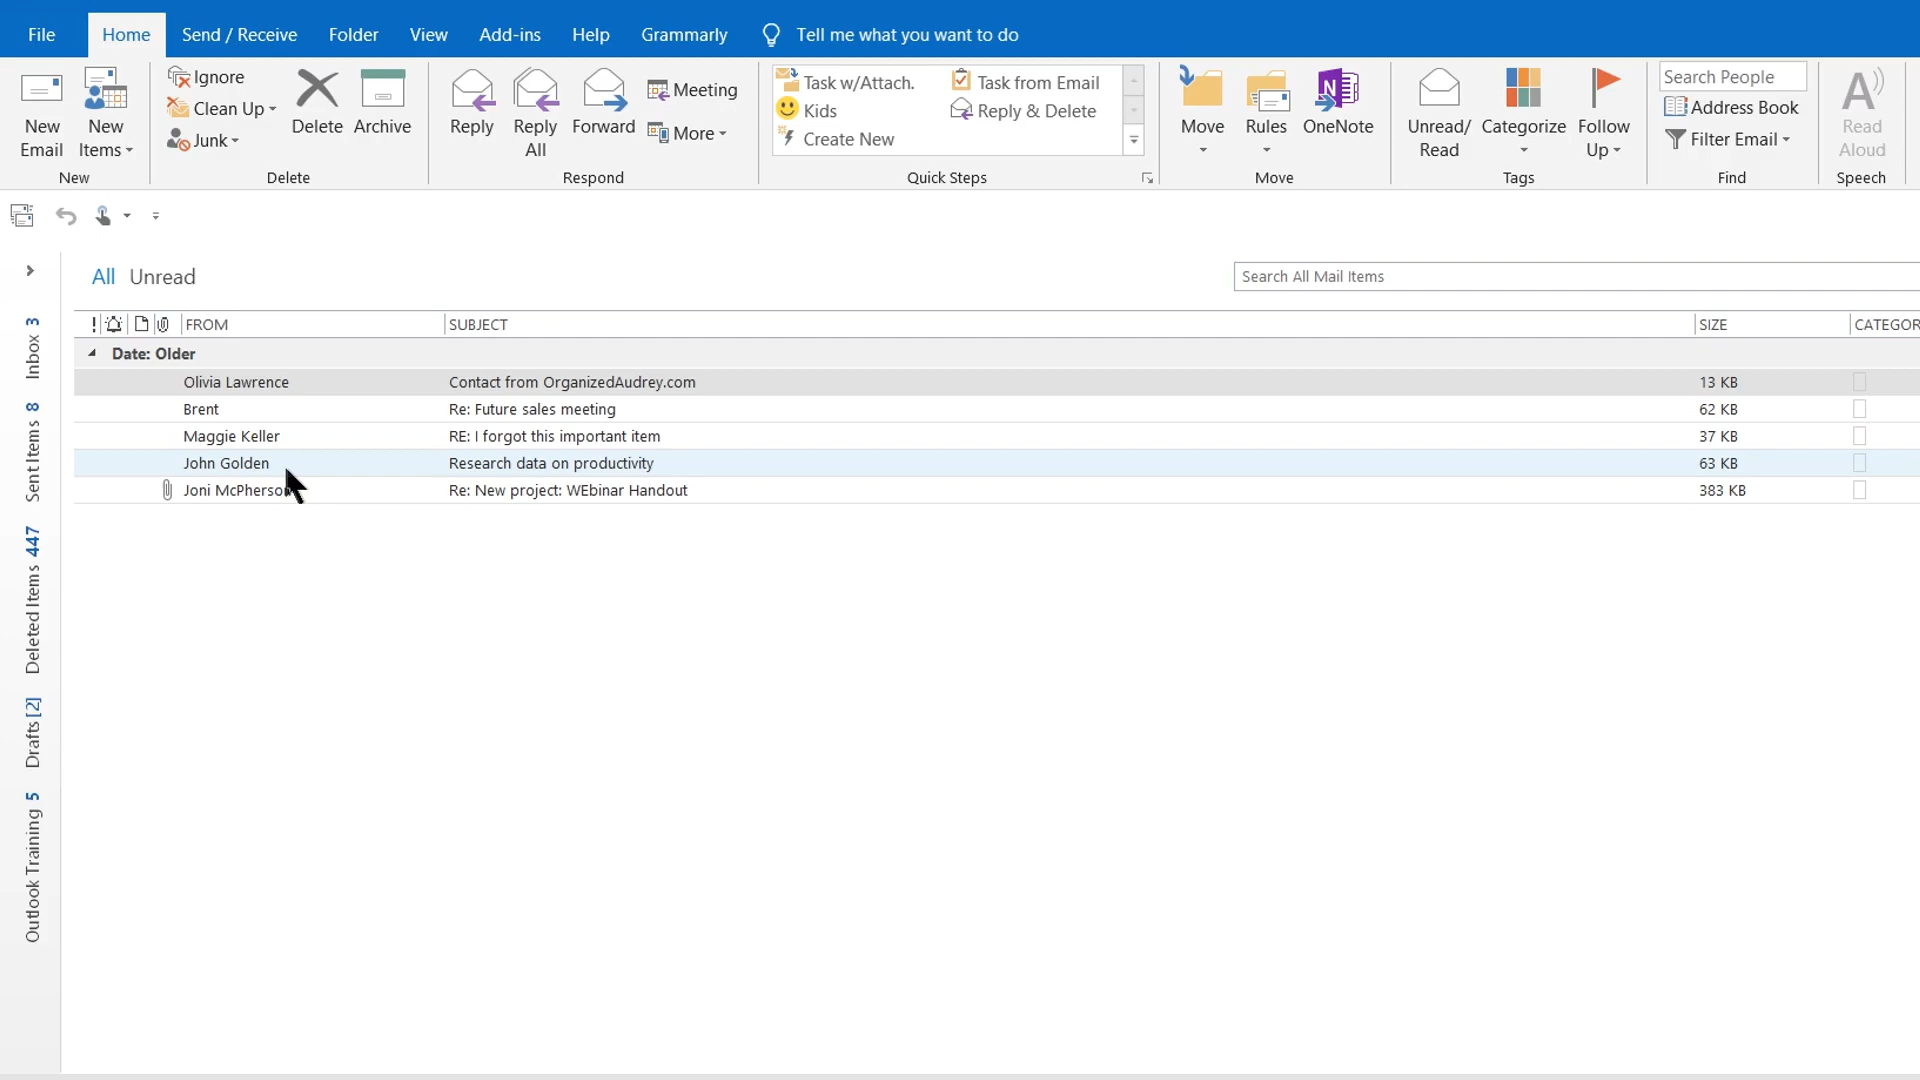 File Home Send / Receive Folder View Add-ins Help Grammarly Tell me what you want to do
New Email
New Items
New
Ignore
Clean Up
Junk
Delete
Archive
Delete
Reply
Reply All
Forward
Meeting
More
Respond
Task w/Attach.
Kids
Create New
Task from Email
Reply & Delete
Quick Steps
Move
Rules
OneNote
Move
Unread/ Read
Categorize
Follow Up
Tags
Search People
Address Book
Filter Email
Find
Read Aloud
Speech
All Unread
Search All Mail Items
! FROM SUBJECT SIZE CATEGOR
Date: Older
Olivia Lawrence Contact from OrganizedAudrey.com 13 KB
Brent Re: Future sales meeting 62 KB
Maggie Keller RE: I forgot this important item 37 KB
John Golden Research data on productivity 63 KB
Joni McPherson Re: New project: WEbinar Handout 383 KB
Inbox 3
Sent Items 8
Deleted Items 447
Drafts [2]
Outlook Training 5